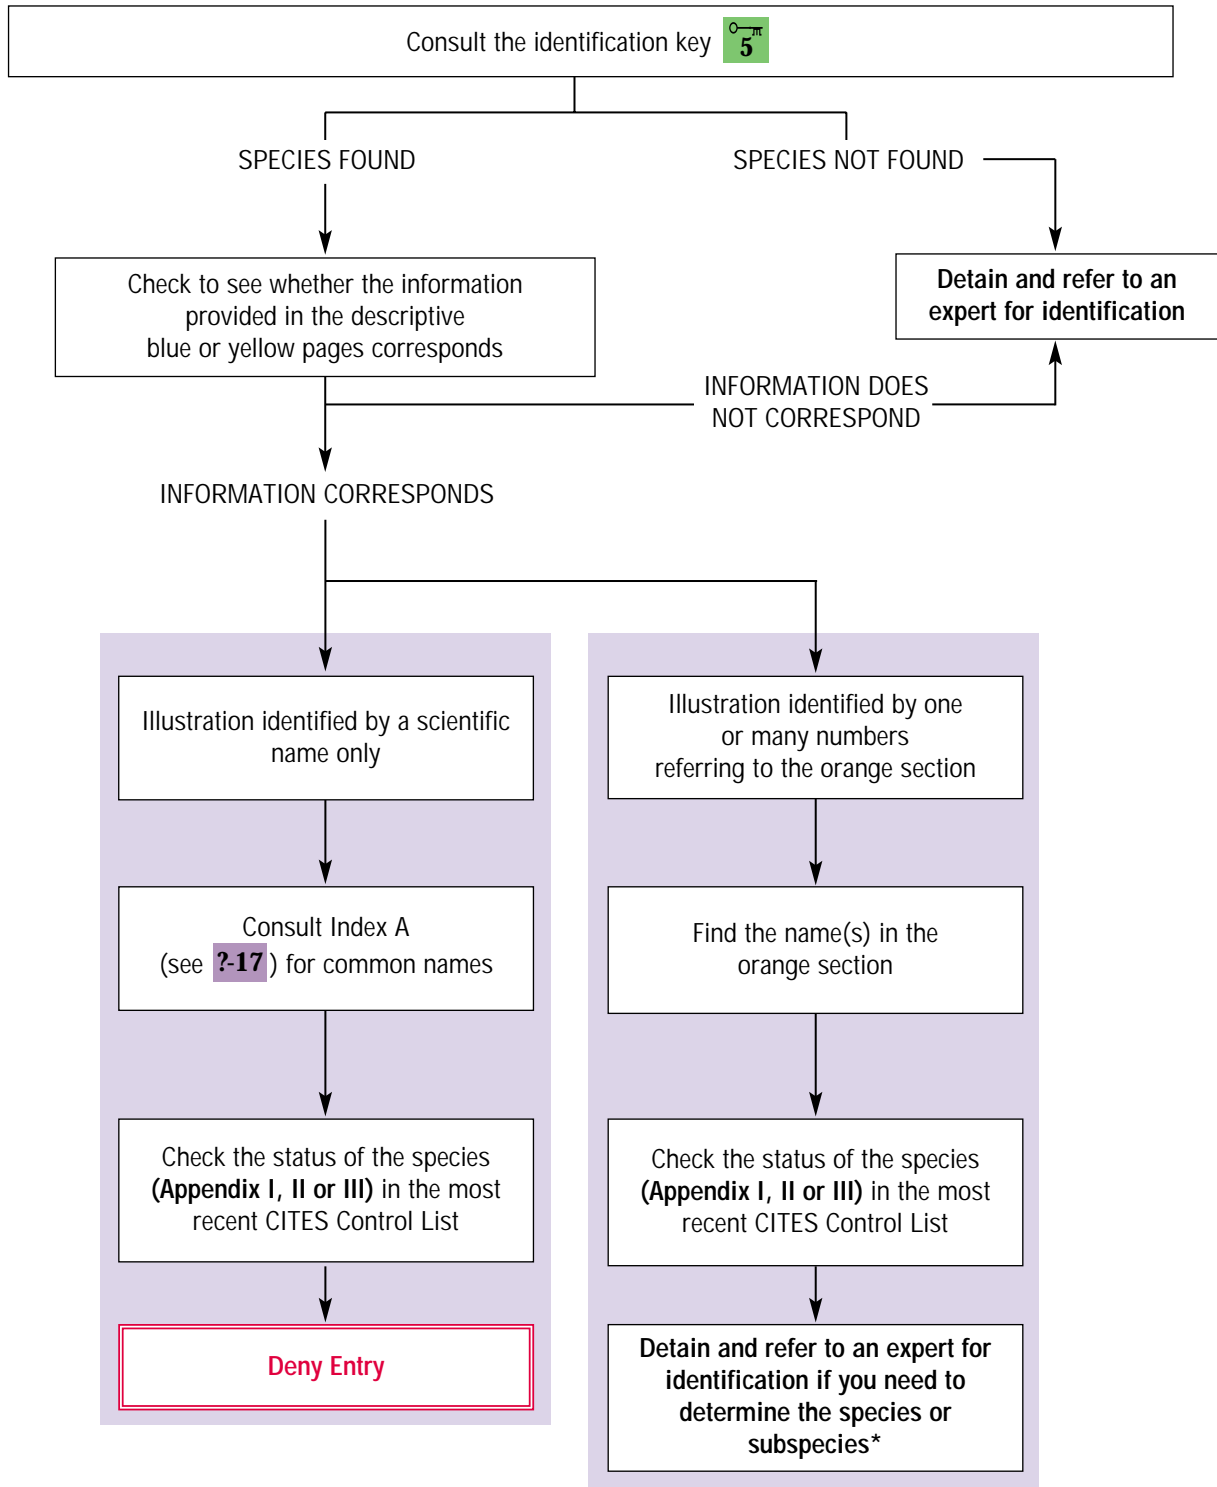 Consult the identification key 5
SPECIES FOUND
SPECIES NOT FOUND
Check to see whether the information
provided in the descriptive
blue or yellow pages corresponds
Detain and refer to an
expert for identification
INFORMATION DOES
NOT CORRESPOND
INFORMATION CORRESPONDS
Illustration identified by a scientific
name only
Consult Index A
(see ?-17) for common names
Check the status of the species
(Appendix I, II or III) in the most
recent CITES Control List
Deny Entry
Illustration identified by one
or many numbers
referring to the orange section
Find the name(s) in the
orange section
Check the status of the species
(Appendix I, II or III) in the most
recent CITES Control List
Detain and refer to an expert for
identification if you need to
determine the species or
subspecies*